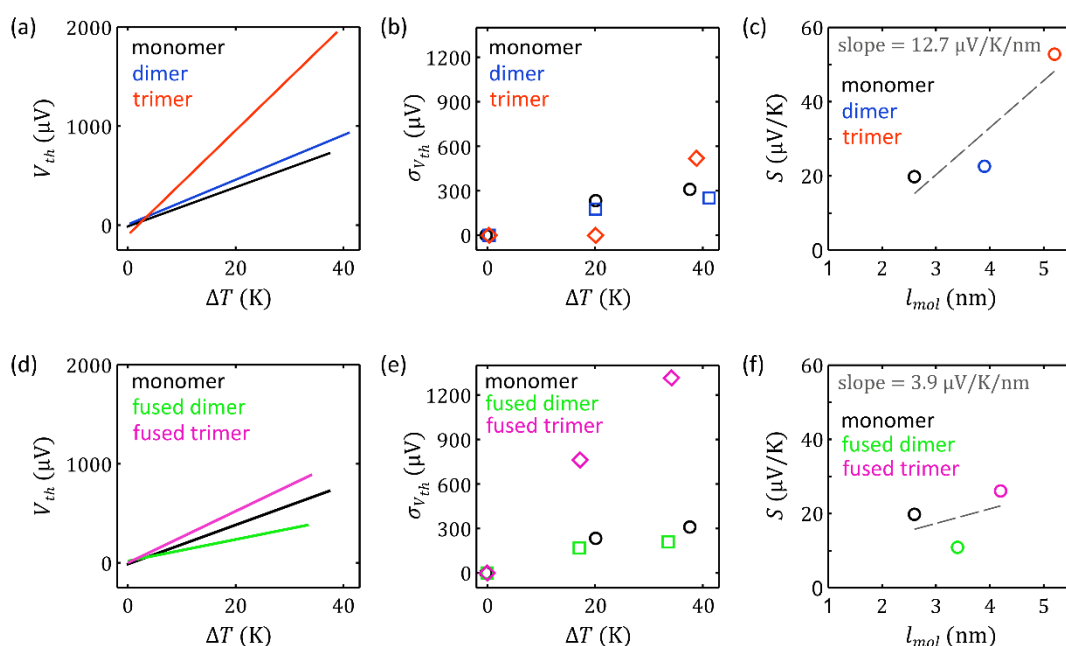 (a)
2000
1000
0
V_th (μV)
monomer
dimer
trimer
0 20 40
ΔT (K)
(b)
1200
900
600
300
0
σ_V_th (μV)
monomer
dimer
trimer
0 20 40
ΔT (K)
(c)
60
40
20
0
S (μV/K)
slope = 12.7 μV/K/nm
monomer
dimer
trimer
1 2 3 4 5
l_mol (nm)
(d)
2000
1000
0
V_th (μV)
monomer
fused dimer
fused trimer
0 20 40
ΔT (K)
(e)
1200
900
600
300
0
σ_V_th (μV)
monomer
fused dimer
fused trimer
0 20 40
ΔT (K)
(f)
60
40
20
0
S (μV/K)
slope = 3.9 μV/K/nm
monomer
fused dimer
fused trimer
1 2 3 4 5
l_mol (nm)